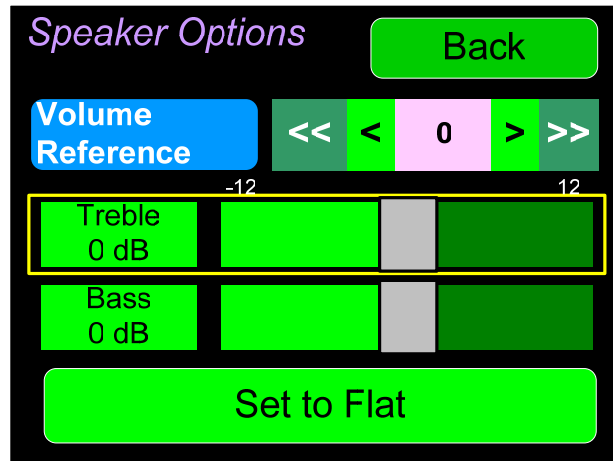 Speaker Options
Back
Volume
Reference
<< < 0 > >>
-12 12
Treble
0 dB
Bass
0 dB
Set to Flat